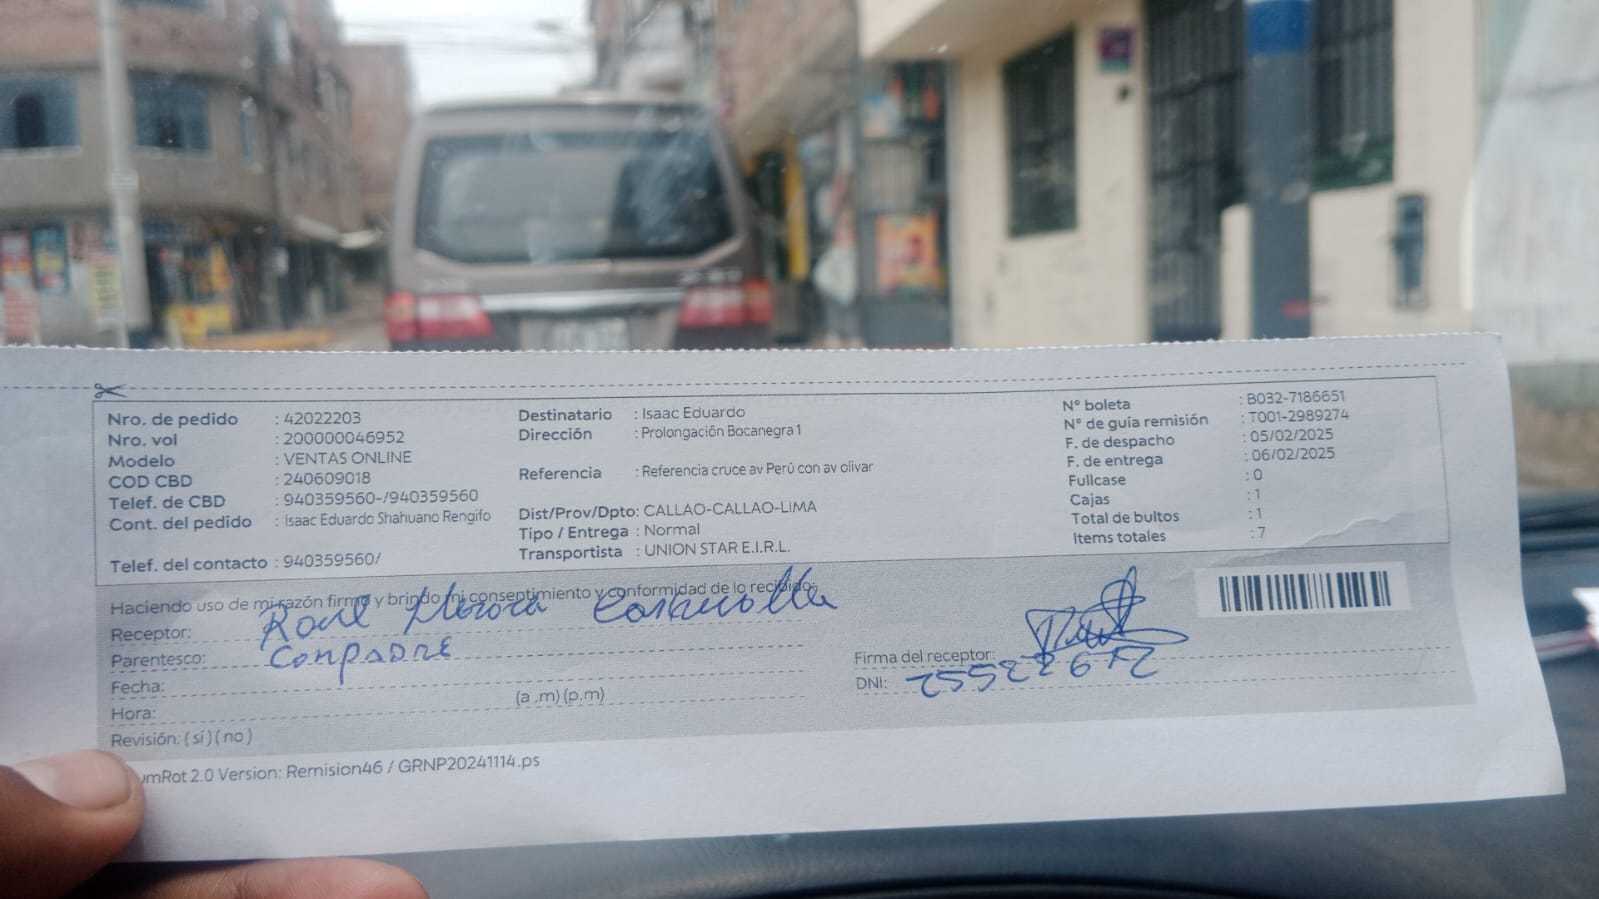 Nro. de pedido : 42022203
Nro. vol : 200000046952
Modelo : VENTAS ONLINE
COD CBD : 240609018
Telef. de CBD : 940359560-/940359560
Cont. del pedido : Isaac Eduardo Shahuano Rengifo
Telef. del contacto : 940359560/
Destinatario : Isaac Eduardo
Dirección : Prolongación Bocanegra 1
Referencia : Referencia cruce av Perú con av olivar
Dist/Prov/Dpto: CALLAO-CALLAO-LIMA
Tipo / Entrega : Normal
Transportista : UNION STAR E.I.R.L.
N° boleta : B032-7186651
N° de guía remisión : T001-2989274
F. de despacho : 05/02/2025
F. de entrega : 06/02/2025
Fullcase : 0
Cajas : 1
Total de bultos : 1
Items totales : 7
Haciendo uso de mi razón firmo y brindo mi consentimiento y conformidad de lo recibido:
Receptor:
Parentesco: Conpadre
Fecha:
Hora: (a .m) (p.m)
Revisión: ( sí ) ( no )
Firma del receptor:
DNI: 25522672
umRot 2.0 Version: Remision46 / GRNP20241114.ps